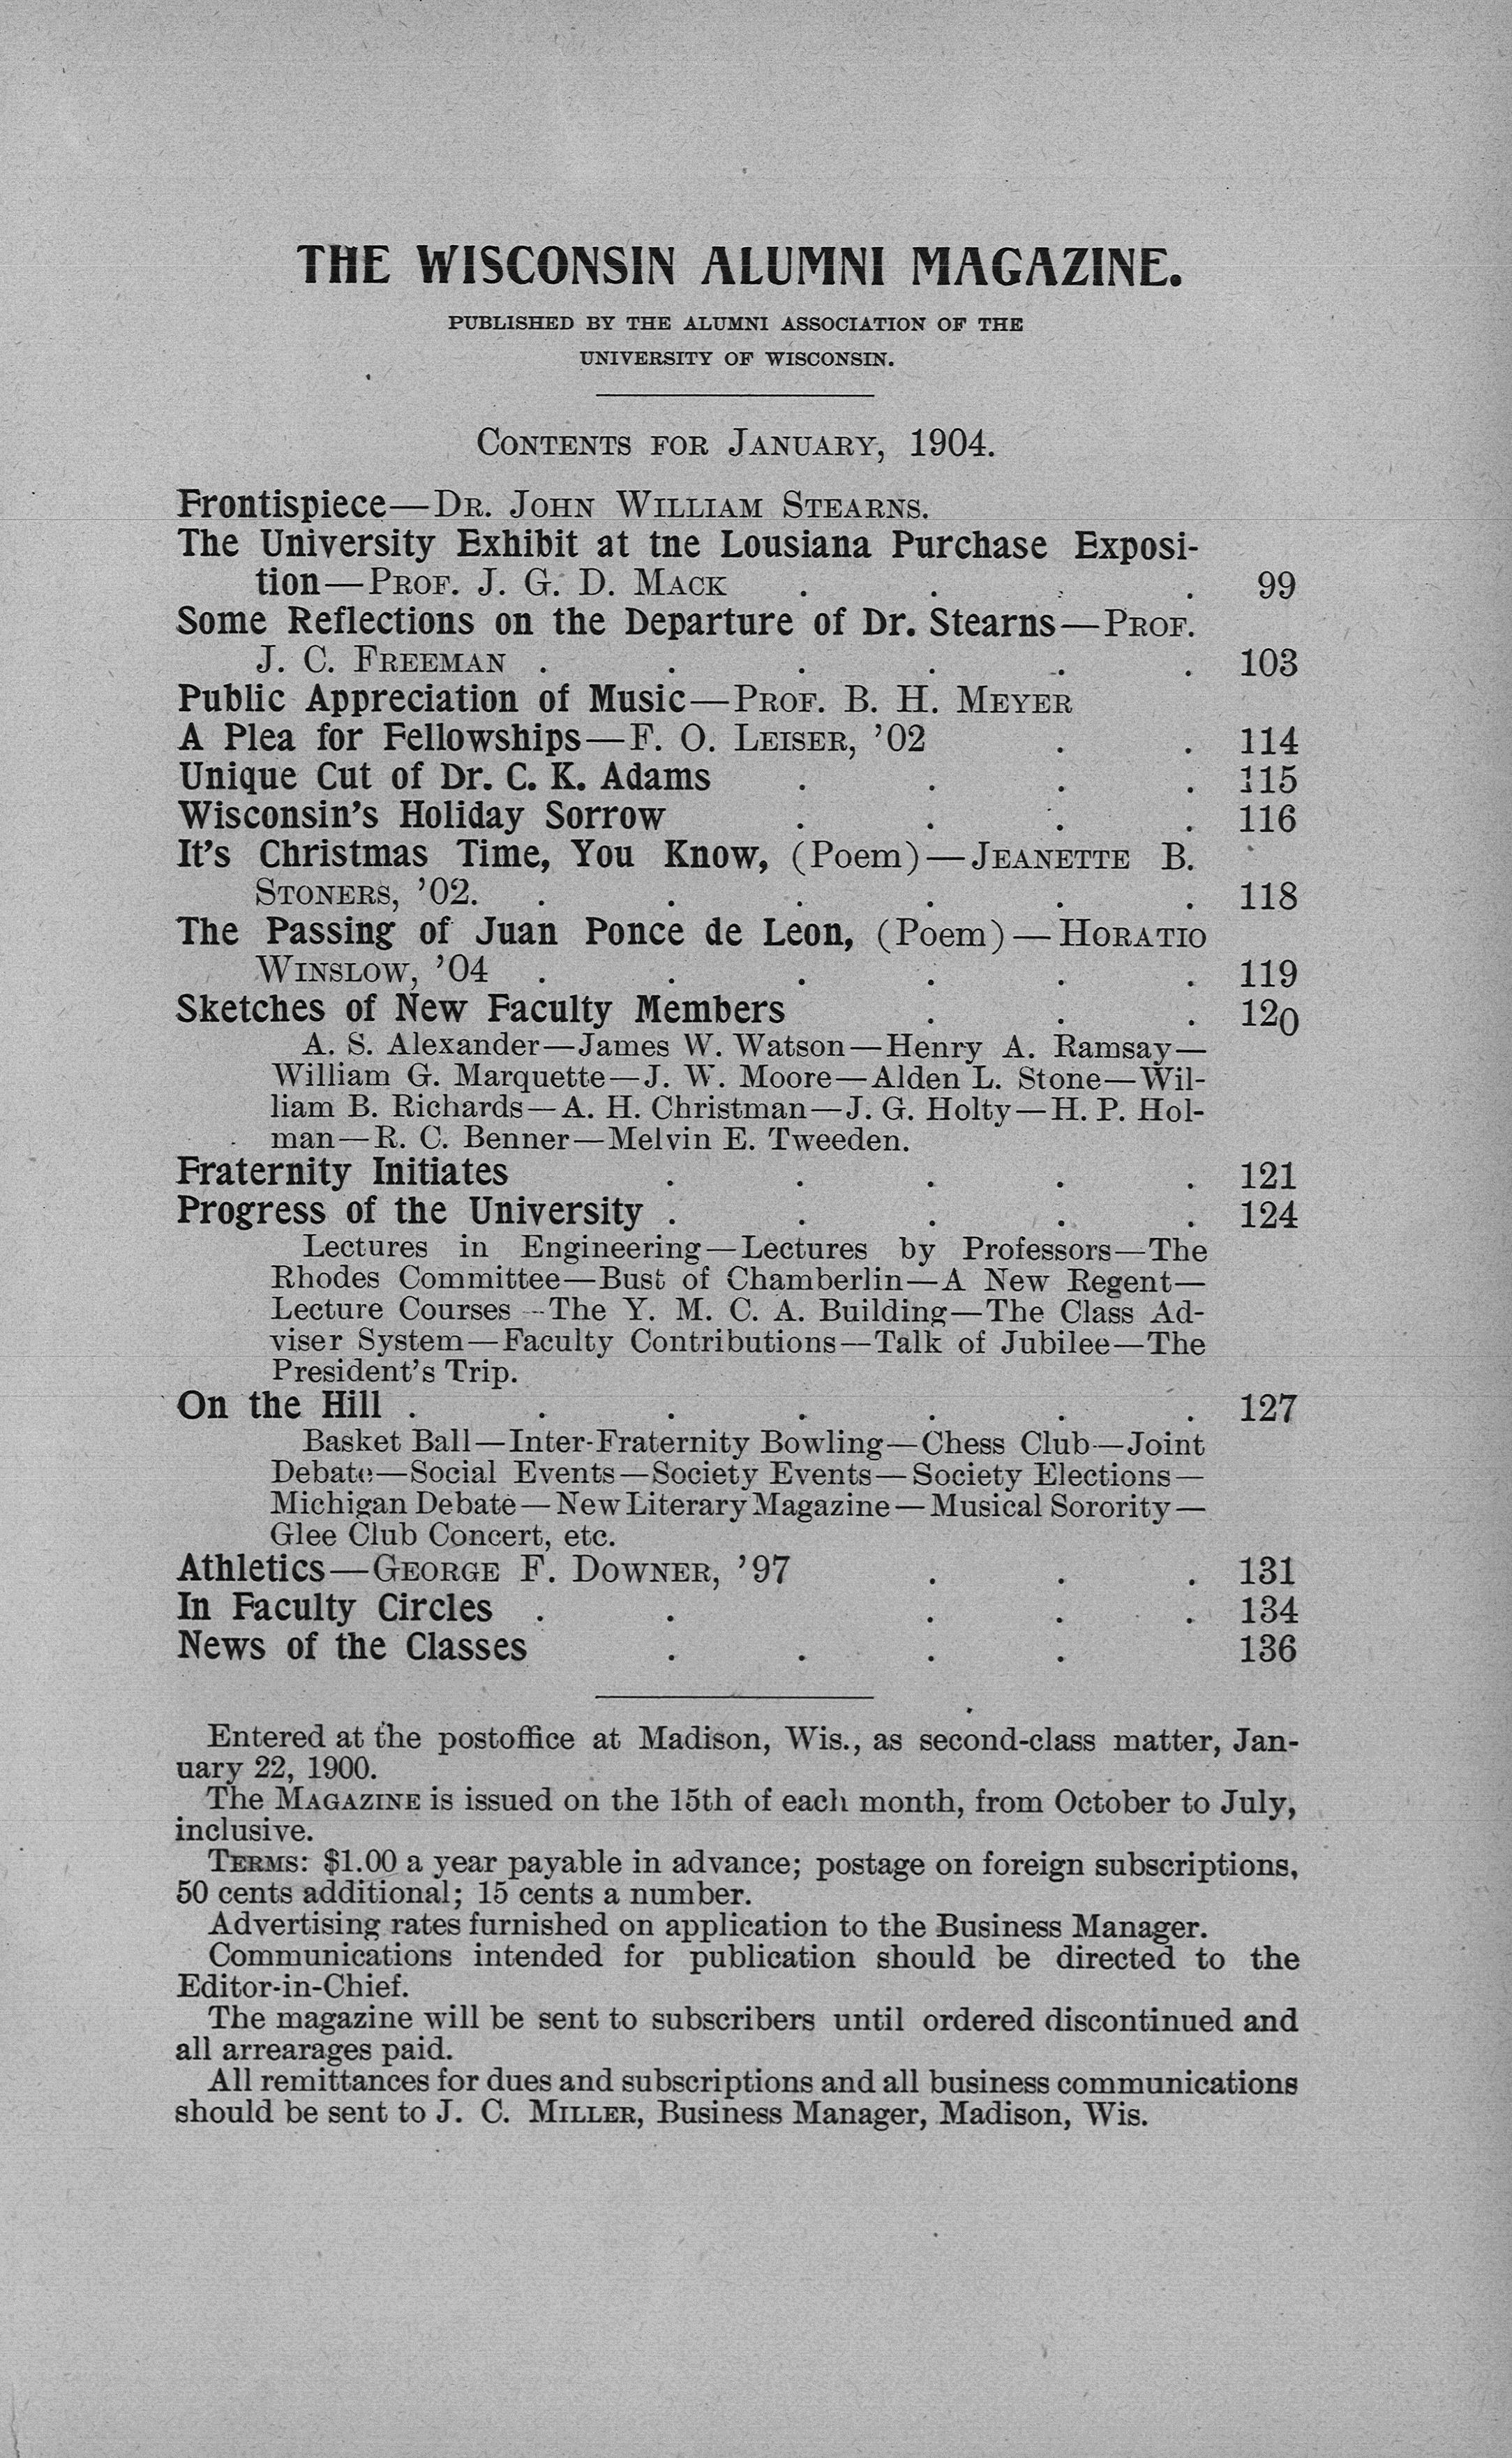 THE WISCONSIN ALUMNI MAGAZINE.
PUBLISHED BY THE ALUMNI ASSOCIATION OF THE
UNIVERSITY OF WISCONSIN.
CONTENTS FOR JANUARY, 1904.
Frontispiece—DR. JOHN WILLIAM STEARNS.
The University Exhibit at tne Lousiana Purchase Exposi-
tion—PROF. J. G. D. MACK . . . . 99
Some Reflections on the Departure of Dr. Stearns—PROF.
J. C. FREEMAN . . . . . . 103
Public Appreciation of Music—PROF. B. H. MEYER
A Plea for Fellowships—F. O. LEISER, ’02 . . 114
Unique Cut of Dr. C. K. Adams . . . . 115
Wisconsin’s Holiday Sorrow . . . . 116
It’s Christmas Time, You Know, (Poem)—JEANETTE B.
STONERS, ’02. . . . . . . 118
The Passing of Juan Ponce de Leon, (Poem)—HORATIO
WINSLOW, ’04 . . . . . . 119
Sketches of New Faculty Members . . . 120
A. S. Alexander—James W. Watson—Henry A. Ramsay—
William G. Marquette—J. W. Moore—Alden L. Stone—Wil-
liam B. Richards—A. H. Christman—J. G. Holty—H. P. Hol-
man—R. C. Benner—Melvin E. Tweeden.
Fraternity Initiates . . . . . 121
Progress of the University . . . . . 124
Lectures in Engineering—Lectures by Professors—The
Rhodes Committee—Bust of Chamberlin—A New Regent—
Lecture Courses--The Y. M. C. A. Building—The Class Ad-
viser System—Faculty Contributions—Talk of Jubilee—The
President’s Trip.
On the Hill . . . . . . . 127
Basket Ball—Inter-Fraternity Bowling—Chess Club—Joint
Debate—Social Events—Society Events—Society Elections—
Michigan Debate—New Literary Magazine—Musical Sorority—
Glee Club Concert, etc.
Athletics—GEORGE F. DOWNER, ’97 . . . 131
In Faculty Circles . . . . . 134
News of the Classes . . . . 136
Entered at the postoffice at Madison, Wis., as second-class matter, Jan-
uary 22, 1900.
The MAGAZINE is issued on the 15th of each month, from October to July,
inclusive.
TERMS: $1.00 a year payable in advance; postage on foreign subscriptions,
50 cents additional; 15 cents a number.
Advertising rates furnished on application to the Business Manager.
Communications intended for publication should be directed to the
Editor-in-Chief.
The magazine will be sent to subscribers until ordered discontinued and
all arrearages paid.
All remittances for dues and subscriptions and all business communications
should be sent to J. C. MILLER, Business Manager, Madison, Wis.